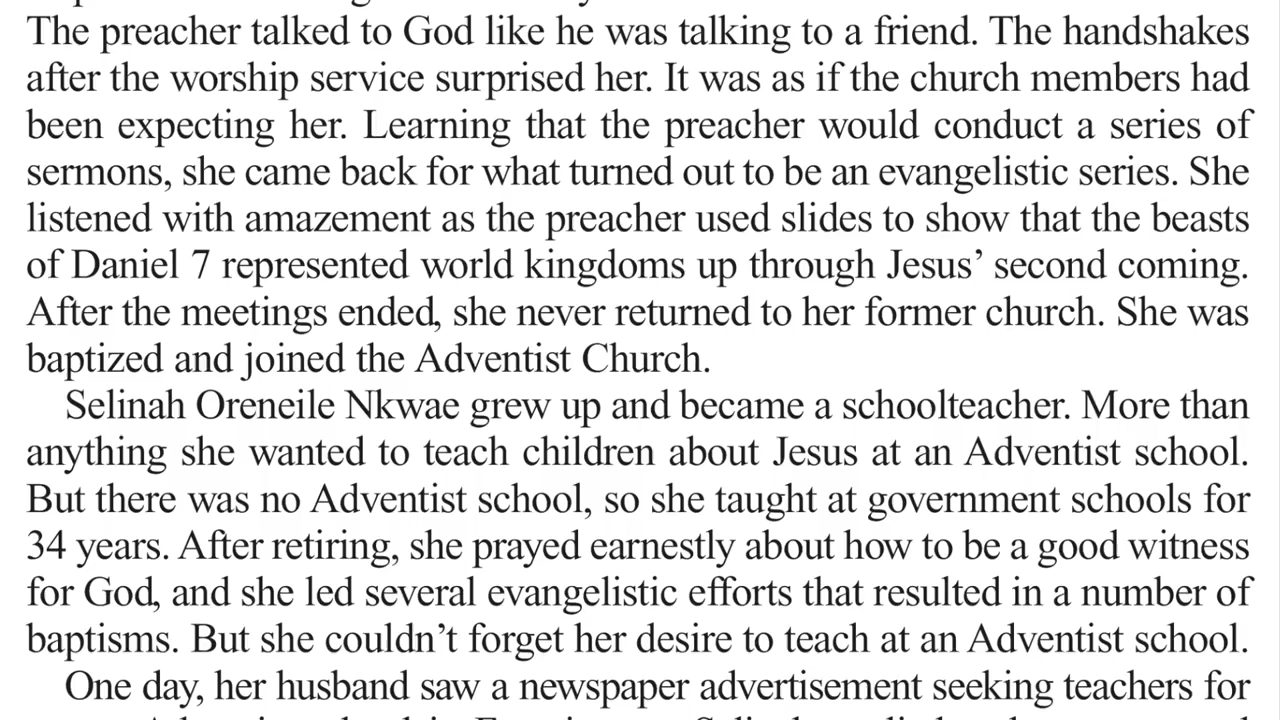 The preacher talked to God like he was talking to a friend. The handshakes
after the worship service surprised her. It was as if the church members had
been expecting her. Learning that the preacher would conduct a series of
sermons, she came back for what turned out to be an evangelistic series. She
listened with amazement as the preacher used slides to show that the beasts
of Daniel 7 represented world kingdoms up through Jesus’ second coming.
After the meetings ended, she never returned to her former church. She was
baptized and joined the Adventist Church.
Selinah Oreneile Nkwae grew up and became a schoolteacher. More than
anything she wanted to teach children about Jesus at an Adventist school.
But there was no Adventist school, so she taught at government schools for
34 years. After retiring, she prayed earnestly about how to be a good witness
for God, and she led several evangelistic efforts that resulted in a number of
baptisms. But she couldn’t forget her desire to teach at an Adventist school.
One day, her husband saw a newspaper advertisement seeking teachers for